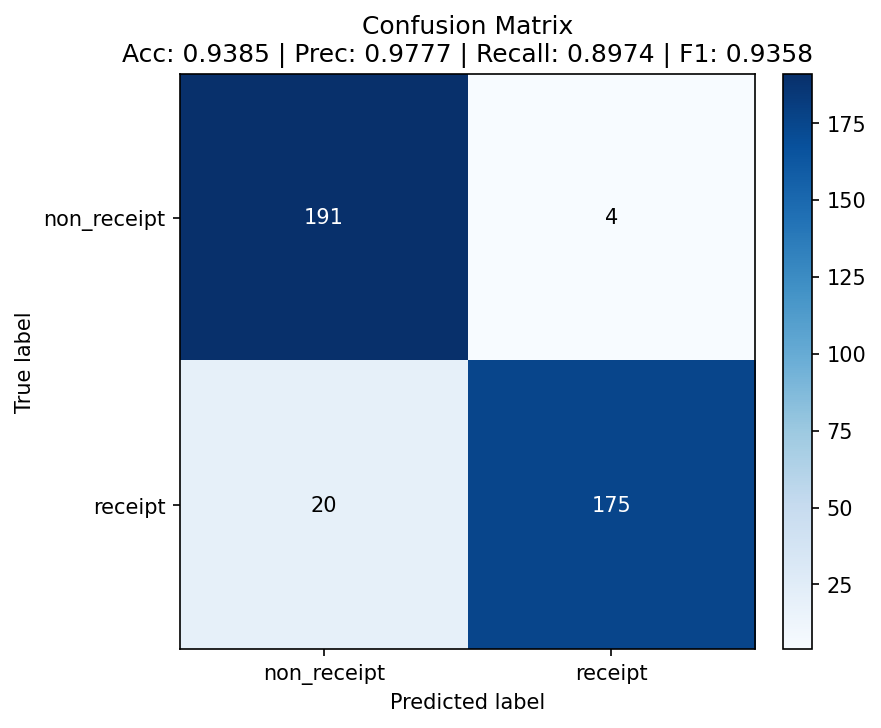 Confusion Matrix
Acc: 0.9385 | Prec: 0.9777 | Recall: 0.8974 | F1: 0.9358
non_receipt
191
4
receipt
20
175
True label
non_receipt
receipt
Predicted label
175
150
125
100
75
50
25